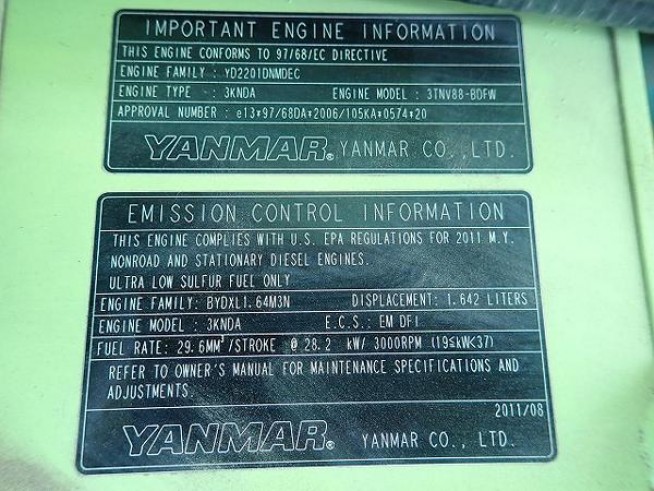 IMPORTANT ENGINE INFORMATION
THIS ENGINE CONFORMS TO 97/68/EC DIRECTIVE
ENGINE FAMILY : YD2201DNMDEC
ENGINE TYPE : 3KNDA ENGINE MODEL : 3TNV88-BDFW
APPROVAL NUMBER : e13*97/68DA*2006/105KA*0574*20
YANMAR® YANMAR CO., LTD.
EMISSION CONTROL INFORMATION
THIS ENGINE COMPLIES WITH U.S. EPA REGULATIONS FOR 2011 M.Y.
NONROAD AND STATIONARY DIESEL ENGINES.
ULTRA LOW SULFUR FUEL ONLY
ENGINE FAMILY: BYDXL1.64M3N DISPLACEMENT: 1.642 LITERS
ENGINE MODEL : 3KNDA E.C.S.: EM DFI
FUEL RATE: 29.6MM³/STROKE @ 28.2 kW/ 3000RPM (19≦kW<37)
REFER TO OWNER'S MANUAL FOR MAINTENANCE SPECIFICATIONS AND
ADJUSTMENTS.
2011/08
YANMAR® YANMAR CO., LTD.